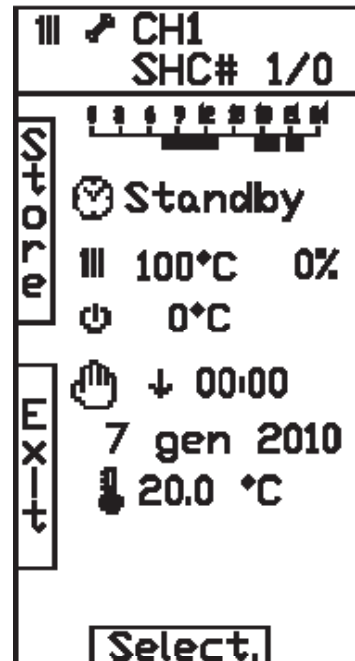 CH1
SHC# 1/0
Store
Standby
100°C 0%
0°C
↓ 00:00
Exit
7 gen 2010
20.0 °C
Select.